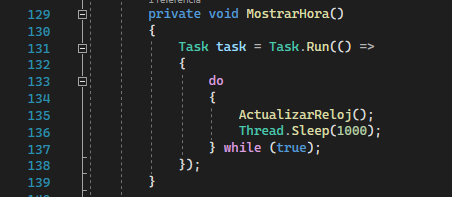 1 referencia
129 private void MostrarHora()
130 {
131 Task task = Task.Run(() =>
132 {
133 do
134 {
135 ActualizarReloj();
136 Thread.Sleep(1000);
137 } while (true);
138 });
139 }